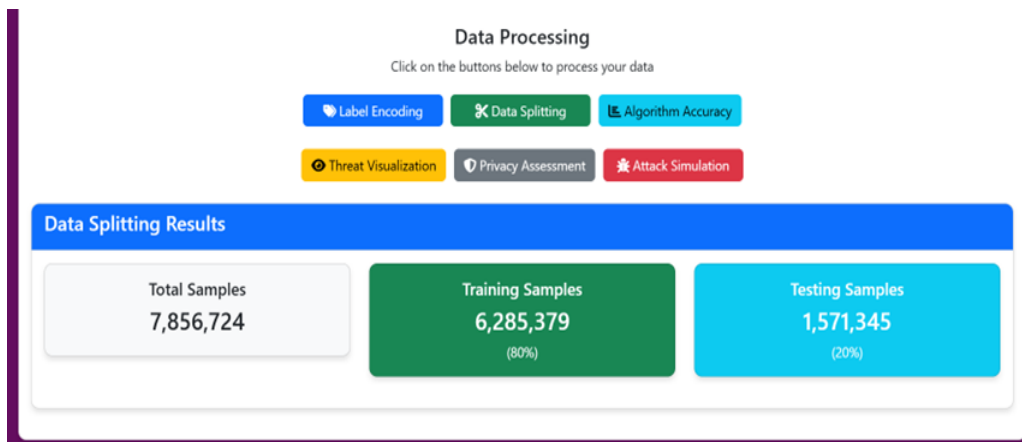 Data Processing
Click on the buttons below to process your data
Label Encoding
Data Splitting
Algorithm Accuracy
Threat Visualization
Privacy Assessment
Attack Simulation
Data Splitting Results
Total Samples
7,856,724
Training Samples
6,285,379
(80%)
Testing Samples
1,571,345
(20%)